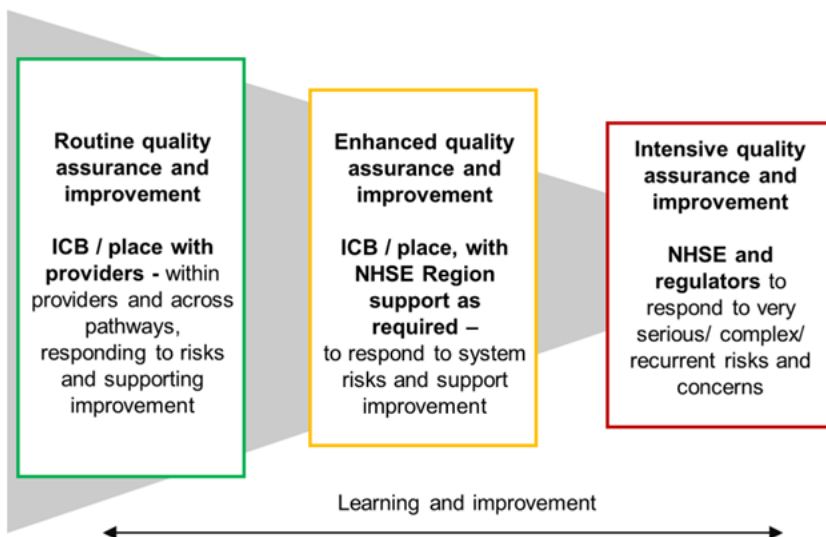 Routine quality
assurance and
improvement
ICB / place with
providers - within
providers and across
pathways,
responding to risks
and supporting
improvement
Enhanced quality
assurance and
improvement
ICB / place, with
NHSE Region
support as
required –
to respond to system
risks and support
improvement
Intensive quality
assurance and
improvement
NHSE and
regulators to
respond to very
serious/ complex/
recurrent risks and
concerns
Learning and improvement